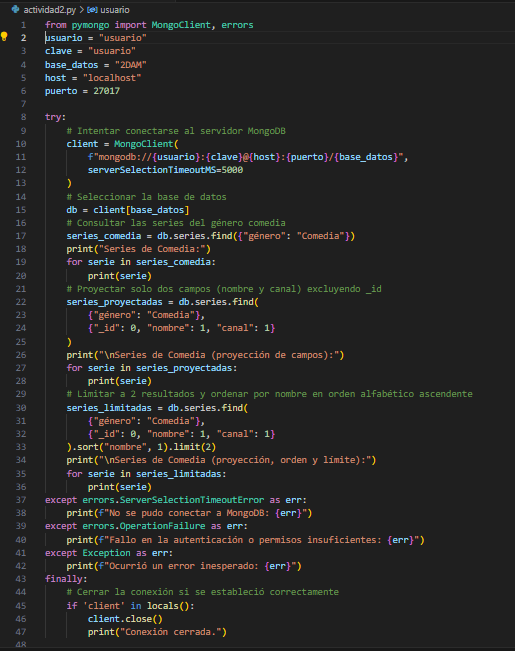 actividad2.py > usuario
1 from pymongo import MongoClient, errors
2 usuario = "usuario"
3 clave = "usuario"
4 base_datos = "2DAM"
5 host = "localhost"
6 puerto = 27017
7
8 try:
9     # Intentar conectarse al servidor MongoDB
10     client = MongoClient(
11         f"mongodb://{usuario}:{clave}@{host}:{puerto}/{base_datos}",
12         serverSelectionTimeoutMS=5000
13     )
14     # Seleccionar la base de datos
15     db = client[base_datos]
16     # Consultar las series del género comedia
17     series_comedia = db.series.find({"género": "Comedia"})
18     print("Series de Comedia:")
19     for serie in series_comedia:
20         print(serie)
21     # Proyectar solo dos campos (nombre y canal) excluyendo _id
22     series_proyectadas = db.series.find(
23         {"género": "Comedia"},
24         {"_id": 0, "nombre": 1, "canal": 1}
25     )
26     print("\nSeries de Comedia (proyección de campos):")
27     for serie in series_proyectadas:
28         print(serie)
29     # Limitar a 2 resultados y ordenar por nombre en orden alfabético ascendente
30     series_limitadas = db.series.find(
31         {"género": "Comedia"},
32         {"_id": 0, "nombre": 1, "canal": 1}
33     ).sort("nombre", 1).limit(2)
34     print("\nSeries de Comedia (proyección, orden y límite):")
35     for serie in series_limitadas:
36         print(serie)
37 except errors.ServerSelectionTimeoutError as err:
38     print(f"No se pudo conectar a MongoDB: {err}")
39 except errors.OperationFailure as err:
40     print(f"Fallo en la autenticación o permisos insuficientes: {err}")
41 except Exception as err:
42     print(f"Ocurrió un error inesperado: {err}")
43 finally:
44     # Cerrar la conexión si se estableció correctamente
45     if 'client' in locals():
46         client.close()
47         print("Conexión cerrada.")
48